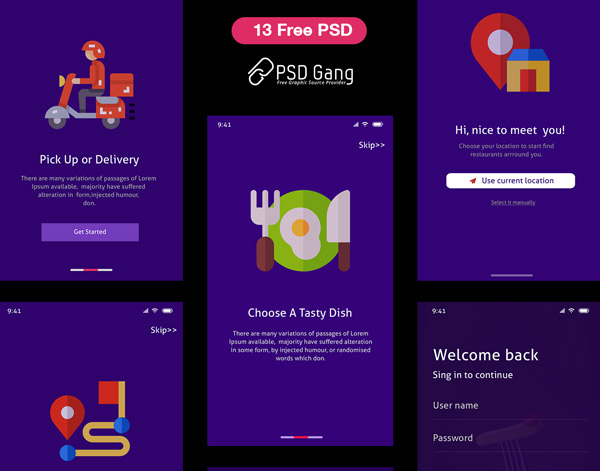 13 Free PSD
PSD Gang
Free Graphic Source Provider
Pick Up or Delivery
There are many variations of passages of Lorem
Ipsum available, majority have suffered
alteration in form,injected humour,
don.
Get Started
9:41
Skip>>
Choose A Tasty Dish
There are many variations of passages of Lorem
Ipsum available, majority have suffered alteration
in some form, by injected humour, or randomised
words which don.
Hi, nice to meet you!
Choose your location to start find
restaurants arrround you.
Use current location
Select it manually
9:41
Skip>>
9:41
Welcome back
Sing in to continue
User name
Password